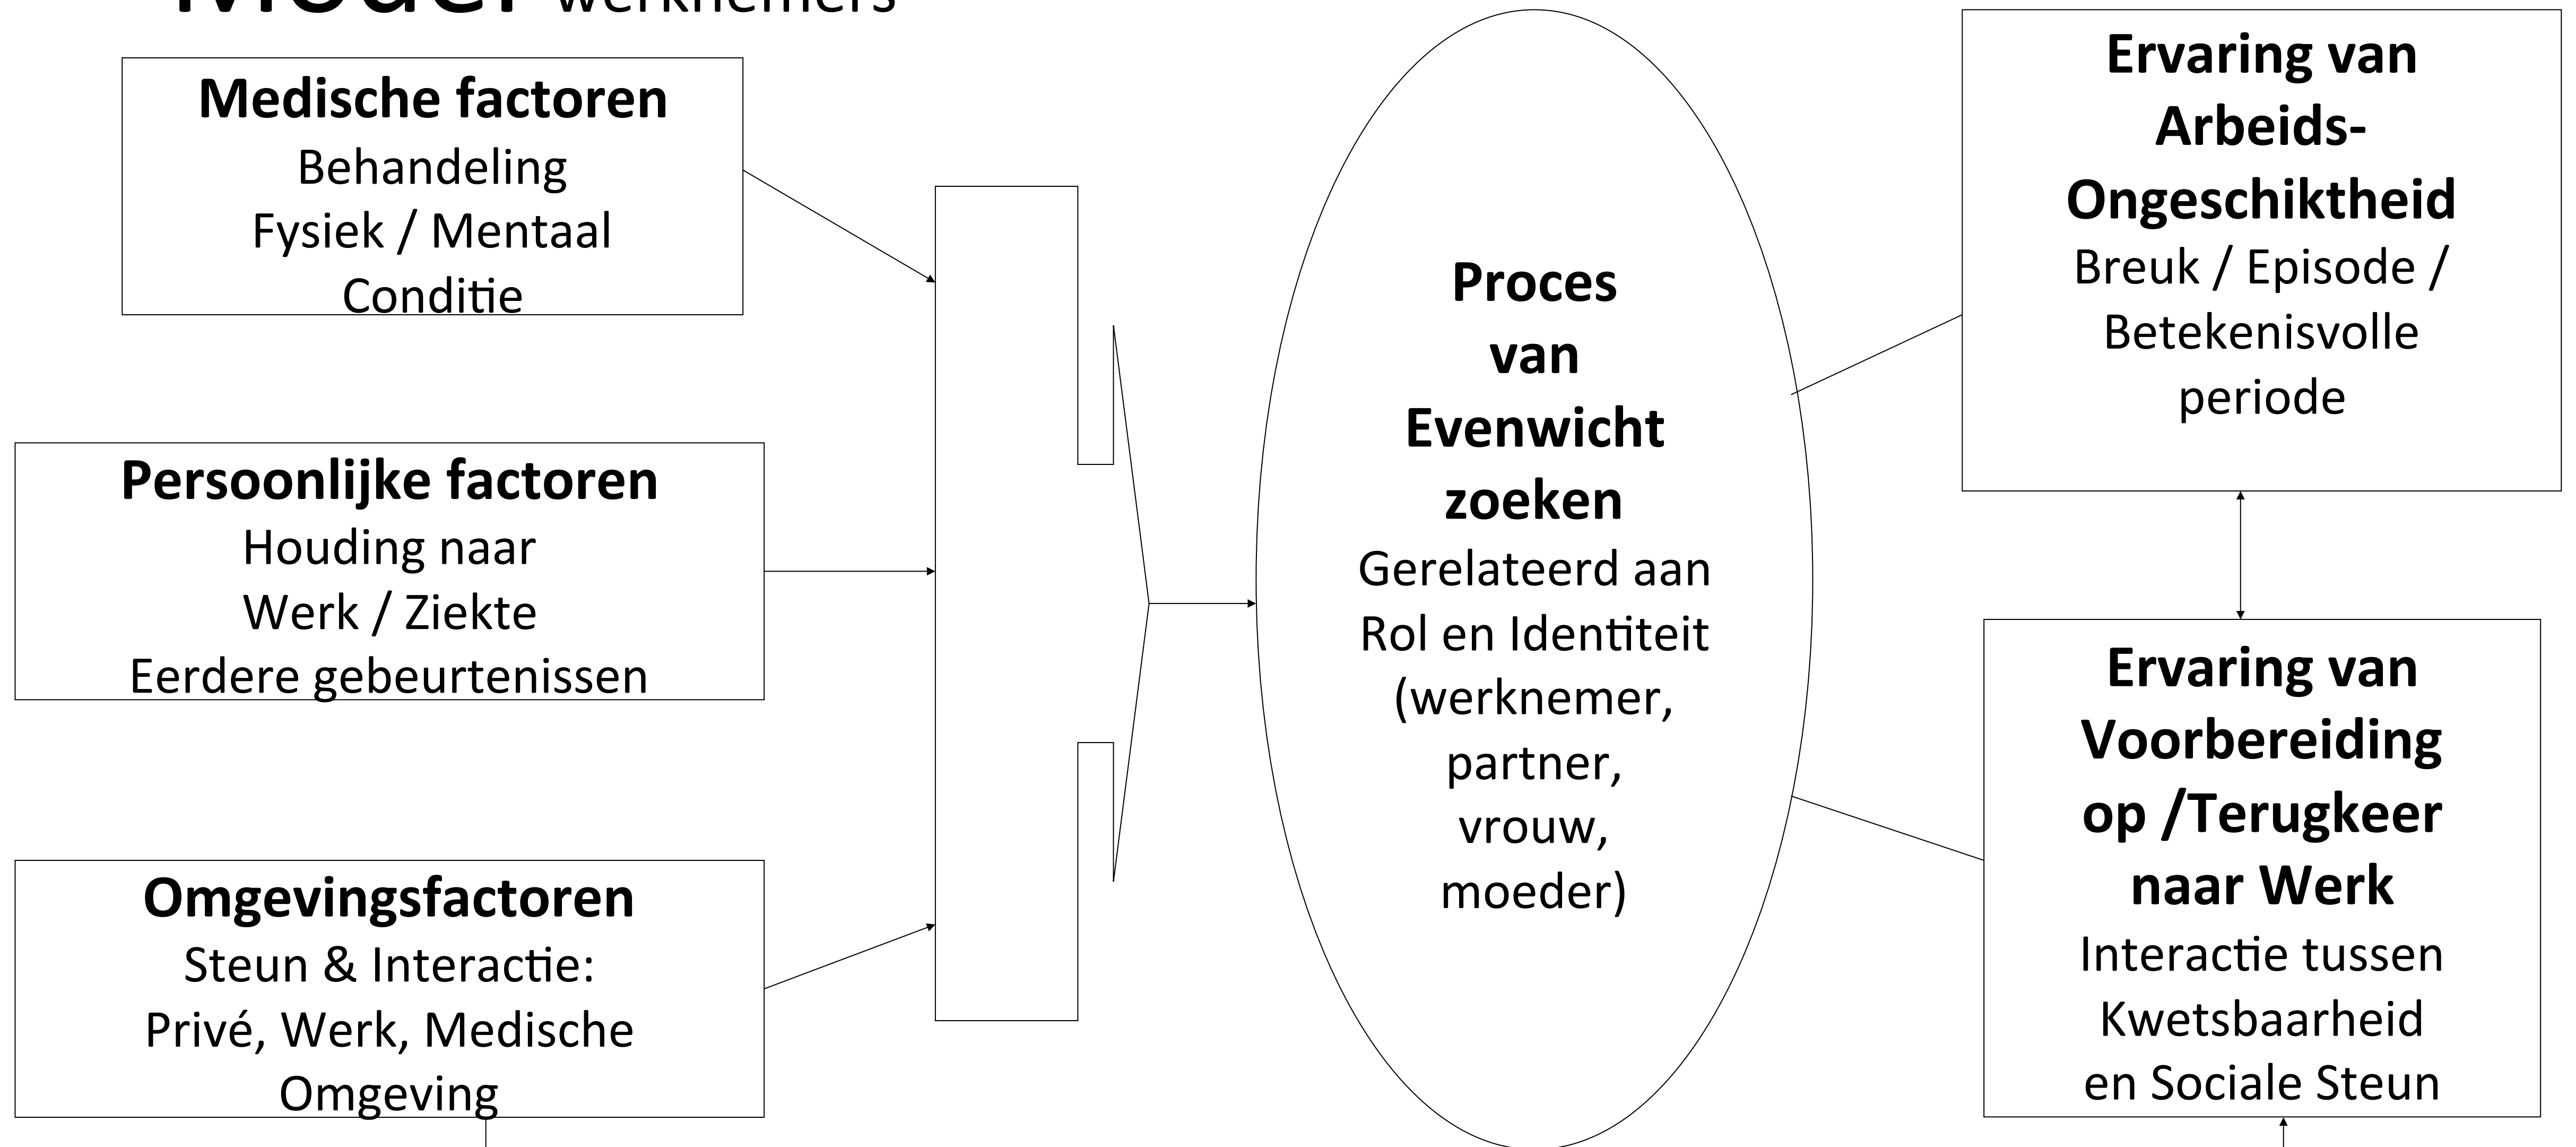 Model werknemers
Medische factoren
Behandeling
Fysiek / Mentaal
Conditie
Persoonlijke factoren
Houding naar
Werk / Ziekte
Eerdere gebeurtenissen
Omgevingsfactoren
Steun & Interactie:
Privé, Werk, Medische
Omgeving
Proces
van
Evenwicht
zoeken
Gerelateerd aan
Rol en Identiteit
(werknemer,
partner,
vrouw,
moeder)
Ervaring van
Arbeids-
Ongeschiktheid
Breuk / Episode /
Betekenisvolle
periode
Ervaring van
Voorbereiding
op /Terugkeer
naar Werk
Interactie tussen
Kwetsbaarheid
en Sociale Steun